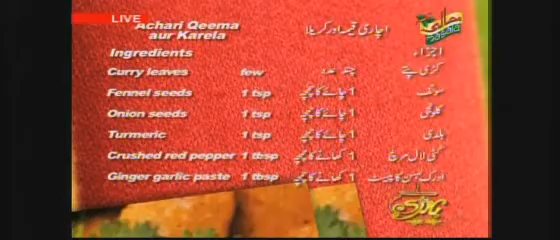 LIVE
Achari Qeema aur Karela اچاری قیمہ اور کریلا
Ingredients اجزاء
Curry leaves few چند عدد کڑی پتے
Fennel seeds 1 tsp 1 چائے کا چمچ سونف
Onion seeds 1 tsp 1 چائے کا چمچ کلونجی
Turmeric 1 tsp 1 چائے کا چمچ ہلدی
Crushed red pepper 1 tbsp 1 کھانے کا چمچ کٹی لال مرچ
Ginger garlic paste 1 tbsp 1 کھانے کا چمچ ادرک لہسن کا پیسٹ